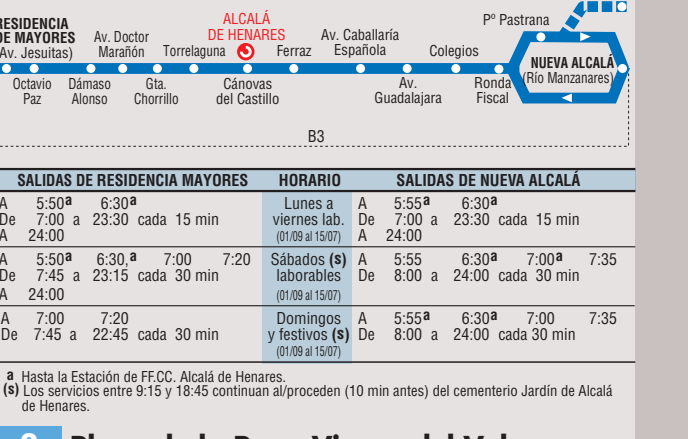 RESIDENCIA
DE MAYORES
(Av. Jesuitas)
Av. Doctor
Marañón
Torrelaguna
ALCALÁ
DE HENARES
Ferraz
Av. Caballería
Española
Colegios
Pº Pastrana
NUEVA ALCALÁ
(Río Manzanares)
Octavio
Paz
Dámaso
Alonso
Gta.
Chorrillo
Cánovas
del Castillo
Av.
Guadalajara
Ronda
Fiscal
B3
SALIDAS DE RESIDENCIA MAYORES HORARIO SALIDAS DE NUEVA ALCALÁ
A 5:50a 6:30a Lunes a A 5:55a 6:30a
De 7:00 a 23:30 cada 15 min viernes lab. De 7:00 a 23:30 cada 15 min
A 24:00 (01/09 al 15/07) A 24:00
A 5:50a 6:30,a 7:00 7:20 Sábados (s) A 5:55 6:30a 7:00a 7:35
De 7:45 a 23:15 cada 30 min laborables De 8:00 a 24:00 cada 30 min
A 24:00 (01/09 al 15/07)
A 7:00 7:20 Domingos A 5:55a 6:30a 7:00 7:35
De 7:45 a 22:45 cada 30 min y festivos (s) De 8:00 a 24:00 cada 30 min
(01/09 al 15/07)
a Hasta la Estación de FF.CC. Alcalá de Henares.
(s) Los servicios entre 9:15 y 18:45 continuan al/proceden (10 min antes) del cementerio Jardín de Alcalá
de Henares.